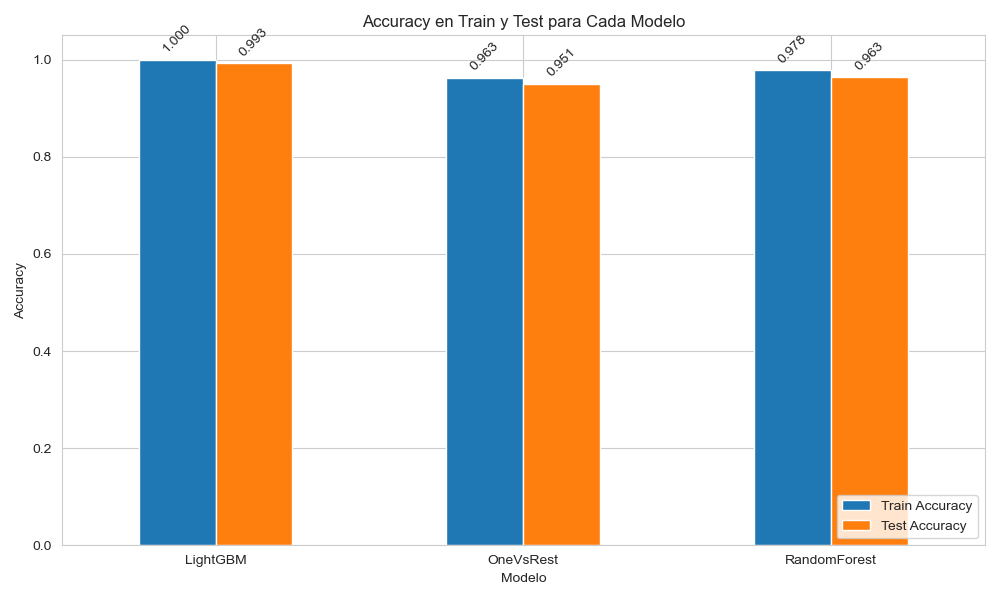 Accuracy en Train y Test para Cada Modelo
1.000
0.993
0.963
0.951
0.978
0.963
1.0
0.8
0.6
0.4
0.2
0.0
Accuracy
LightGBM
OneVsRest
RandomForest
Modelo
Train Accuracy
Test Accuracy